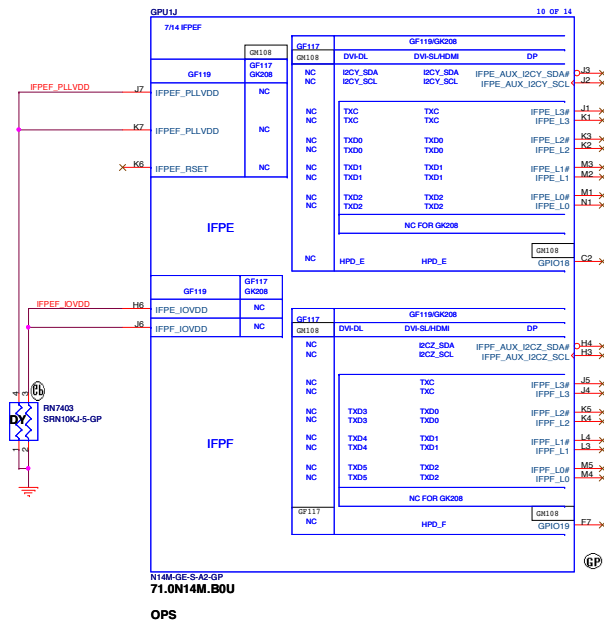 GPU1J 10 OF 14
7/14 IFPEF
GF119 GM108 GF117 GK208
IFPEF_PLLVDD J7 IFPEF_PLLVDD NC
K7 IFPEF_PLLVDD NC
K6 IFPEF_RSET NC
IFPE
GF117 GM108 GF119/GK208
DVI-DL DVI-SL/HDMI DP
NC I2CY_SDA I2CY_SDA IFPE_AUX_I2CY_SDA# J3
NC I2CY_SCL I2CY_SCL IFPE_AUX_I2CY_SCL J2
NC TXC TXC IFPE_L3# J1
NC TXC TXC IFPE_L3 K1
NC TXD0 TXD0 IFPE_L2# K3
NC TXD0 TXD0 IFPE_L2 K2
NC TXD1 TXD1 IFPE_L1# M3
NC TXD1 TXD1 IFPE_L1 M2
NC TXD2 TXD2 IFPE_L0# M1
NC TXD2 TXD2 IFPE_L0 N1
NC FOR GK208
GM108
NC HPD_E HPD_E GPIO18 C2
GF119 GF117 GK208
IFPEF_IOVDD H6 IFPE_IOVDD NC
J6 IFPF_IOVDD NC
IFPF
GF117 GM108 GF119/GK208
DVI-DL DVI-SL/HDMI DP
NC I2CZ_SDA IFPF_AUX_I2CZ_SDA# H4
NC I2CZ_SCL IFPF_AUX_I2CZ_SCL H3
NC TXC IFPF_L3# J5
NC TXC IFPF_L3 J4
NC TXD3 TXD0 IFPF_L2# K5
NC TXD3 TXD0 IFPF_L2 K4
NC TXD4 TXD1 IFPF_L1# L4
NC TXD4 TXD1 IFPF_L1 L3
NC TXD5 TXD2 IFPF_L0# M5
NC TXD5 TXD2 IFPF_L0 M4
NC FOR GK208
GF117 GM108
NC HPD_F GPIO19 F7
4 3
DY
RN7403
SRN10KJ-5-GP
1 2
GP
N14M-GE-S-A2-GP
71.0N14M.B0U
OPS